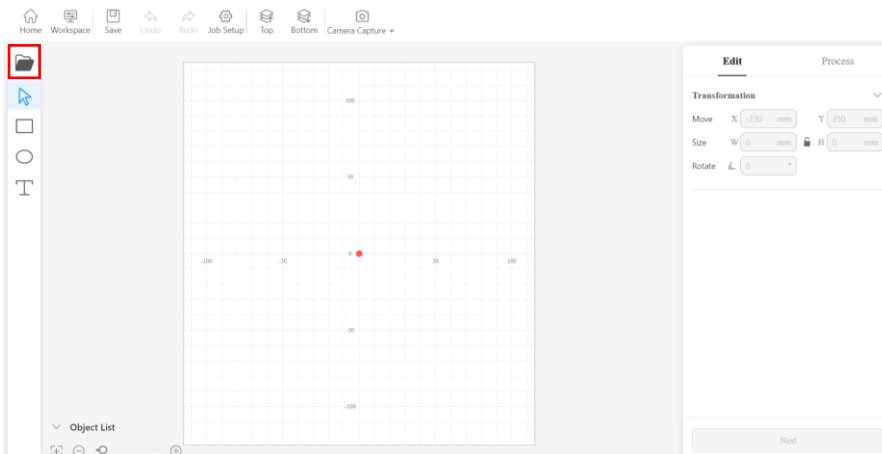 Home Workspace Save Undo Redo Job Setup Top Bottom Camera Capture
Edit Process
Transformation
Move X -230 mm Y 250 mm
Size W 0 mm H 0 mm
Rotate 0 °
100
50
0
-100 -50 50 100
-50
-100
Object List
Next